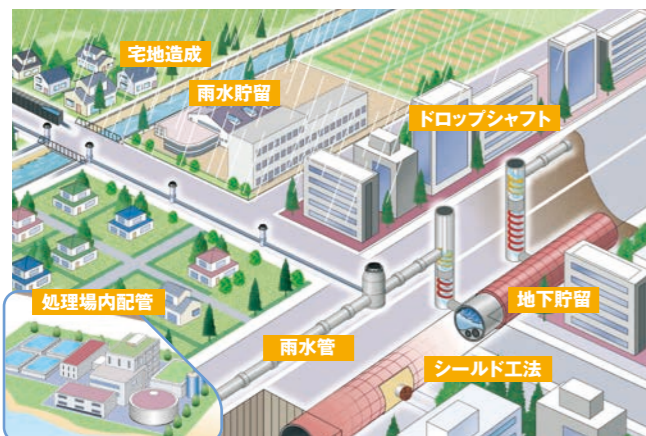 宅地造成
雨水貯留
ドロップシャフト
処理場内配管
地下貯留
雨水管
シールド工法